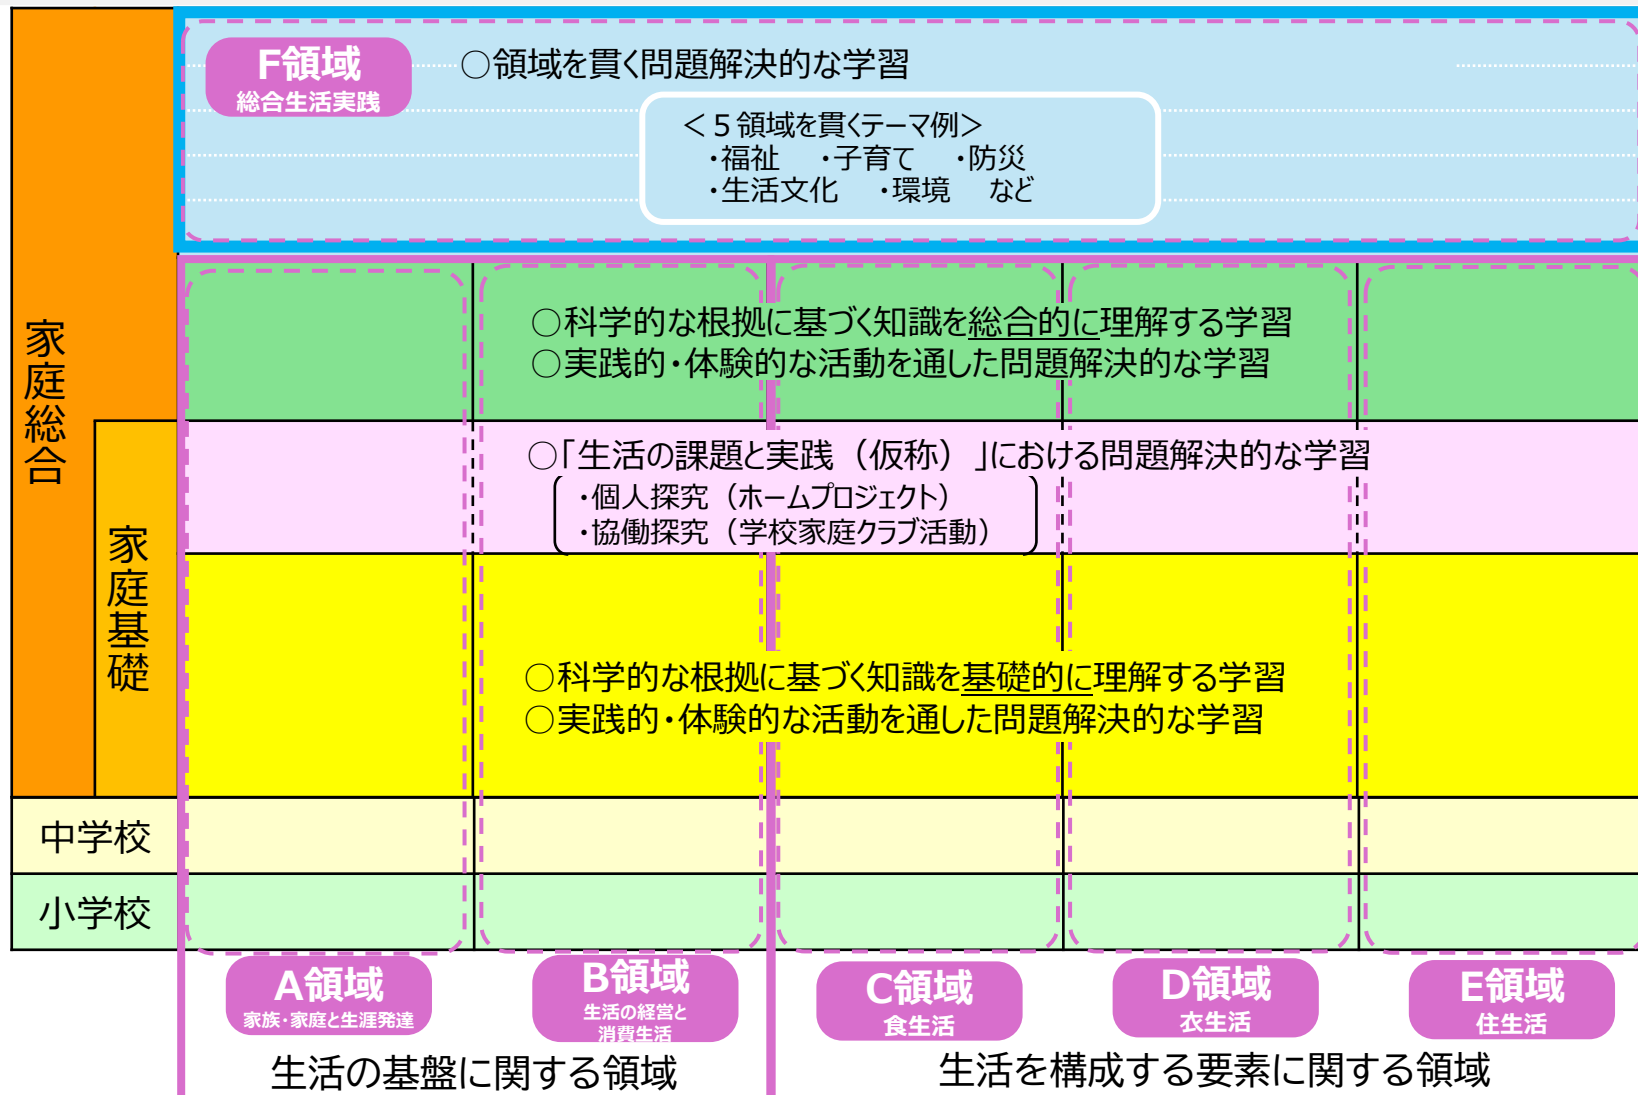 F領域
総合生活実践
○領域を貫く問題解決的な学習
＜５領域を貫くテーマ例＞
・福祉　・子育て　・防災
・生活文化　・環境　など
家庭総合
○科学的な根拠に基づく知識を総合的に理解する学習
○実践的・体験的な活動を通した問題解決的な学習
家庭基礎
○「生活の課題と実践（仮称）」における問題解決的な学習
・個人探究（ホームプロジェクト）
・協働探究（学校家庭クラブ活動）
○科学的な根拠に基づく知識を基礎的に理解する学習
○実践的・体験的な活動を通した問題解決的な学習
中学校
小学校
A領域
家族・家庭と生涯発達
B領域
生活の経営と
消費生活
C領域
食生活
D領域
衣生活
E領域
住生活
生活の基盤に関する領域
生活を構成する要素に関する領域